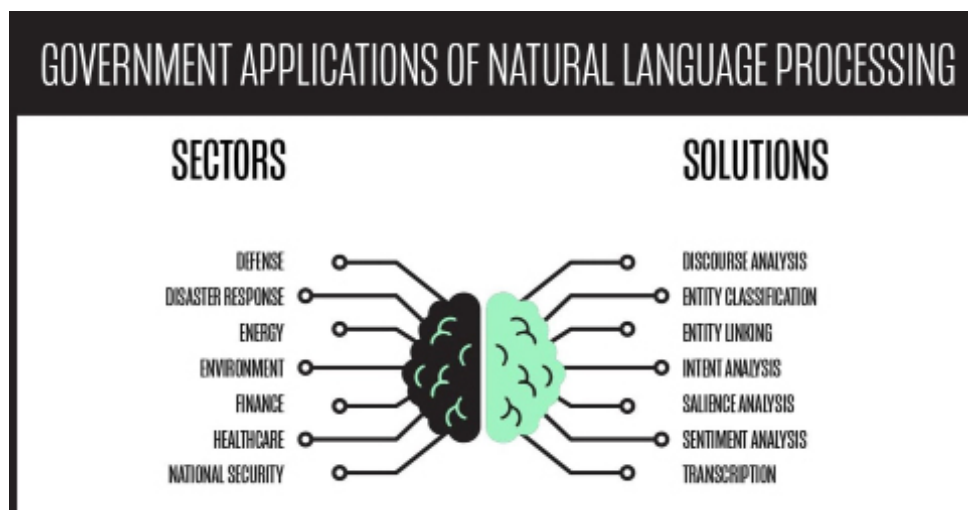 GOVERNMENT APPLICATIONS OF NATURAL LANGUAGE PROCESSING
SECTORS
DEFENSE
DISASTER RESPONSE
ENERGY
ENVIRONMENT
FINANCE
HEALTHCARE
NATIONAL SECURITY
SOLUTIONS
DISCOURSE ANALYSIS
ENTITY CLASSIFICATION
ENTITY LINKING
INTENT ANALYSIS
SALIENCE ANALYSIS
SENTIMENT ANALYSIS
TRANSCRIPTION